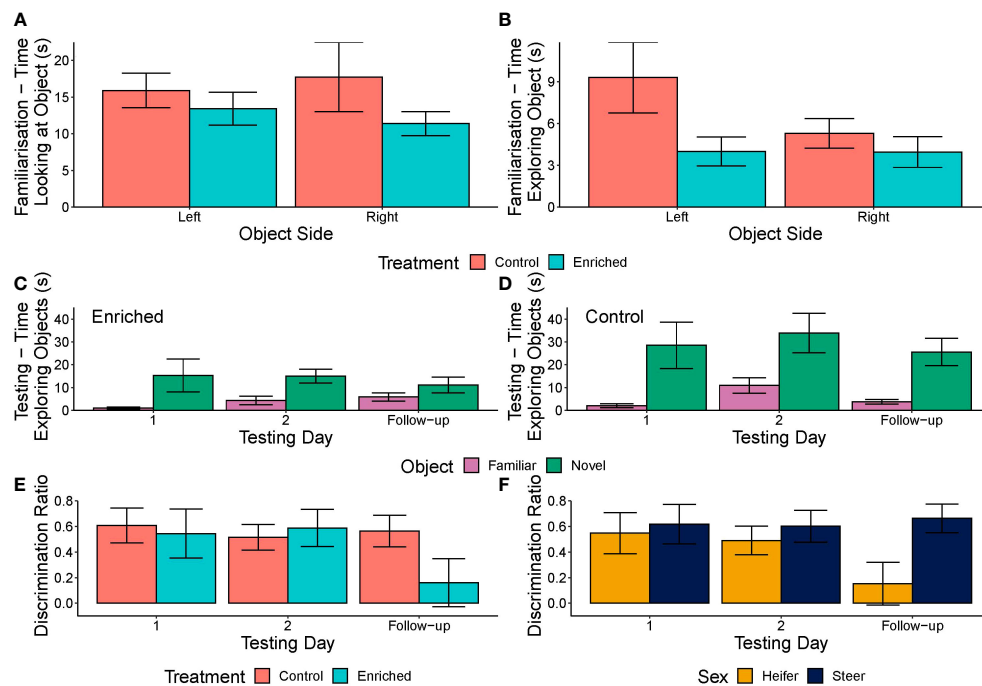 A
Familiarisation − Time
Looking at Object (s)
20
15
10
5
0
Left
Right
Object Side
B
Familiarisation − Time
Exploring Object (s)
9
6
3
0
Left
Right
Object Side
Treatment Control Enriched
C
Testing − Time
Exploring Objects (s)
Enriched
40
30
20
10
0
1
2
Follow−up
Testing Day
D
Testing − Time
Exploring Objects (s)
Control
40
30
20
10
0
1
2
Follow−up
Testing Day
Object Familiar Novel
E
Discrimination Ratio
0.8
0.6
0.4
0.2
0.0
1
2
Follow−up
Testing Day
Treatment Control Enriched
F
Discrimination Ratio
0.8
0.6
0.4
0.2
0.0
1
2
Follow−up
Testing Day
Sex Heifer Steer